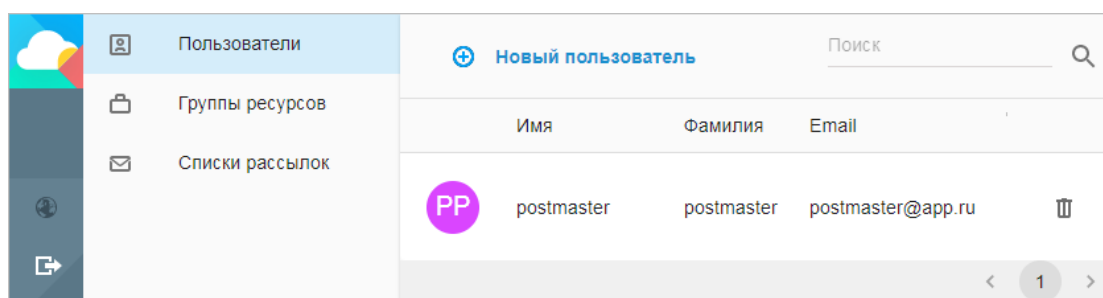 Пользователи
Группы ресурсов
Списки рассылок
Новый пользователь
Поиск
Имя Фамилия Email
PP postmaster postmaster postmaster@app.ru
< 1 >